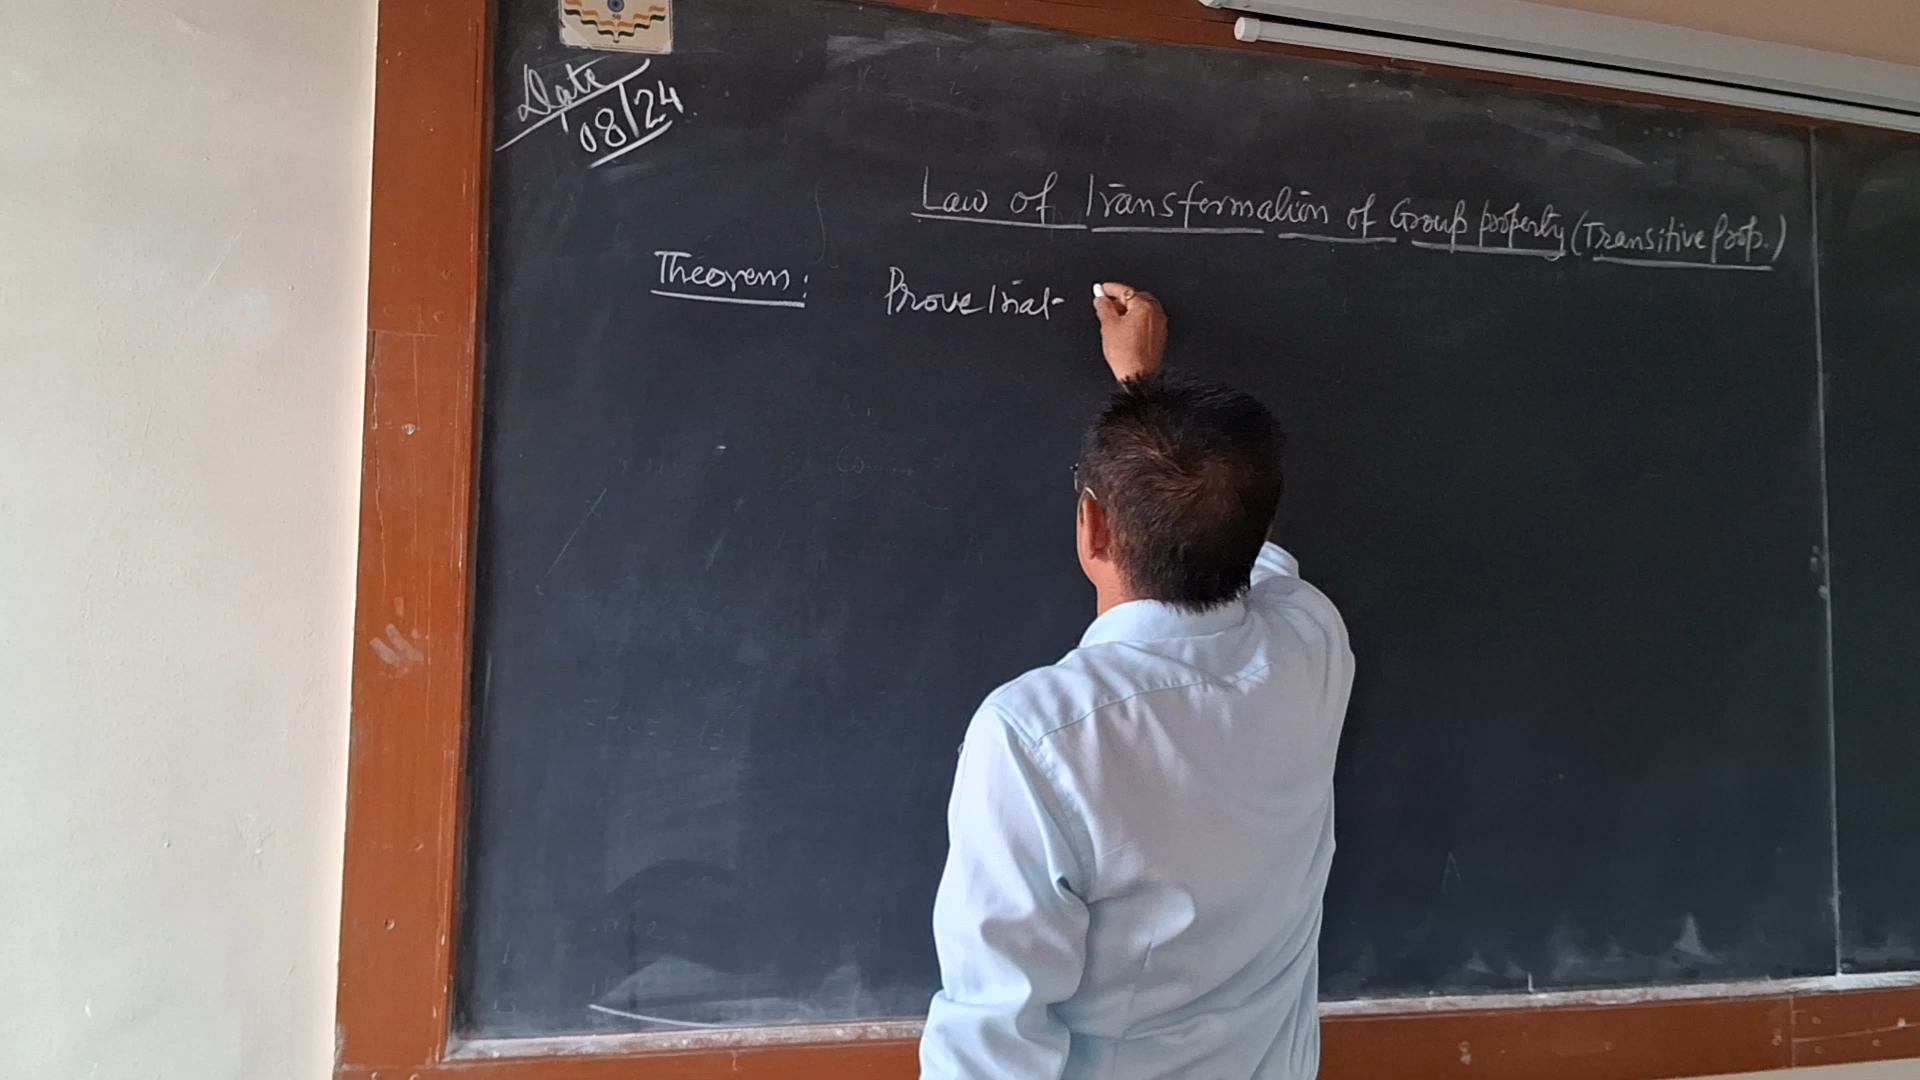 Date
08/24
Law of Transformation of Group property (Transitive Prop.)
Theorem: Prove that